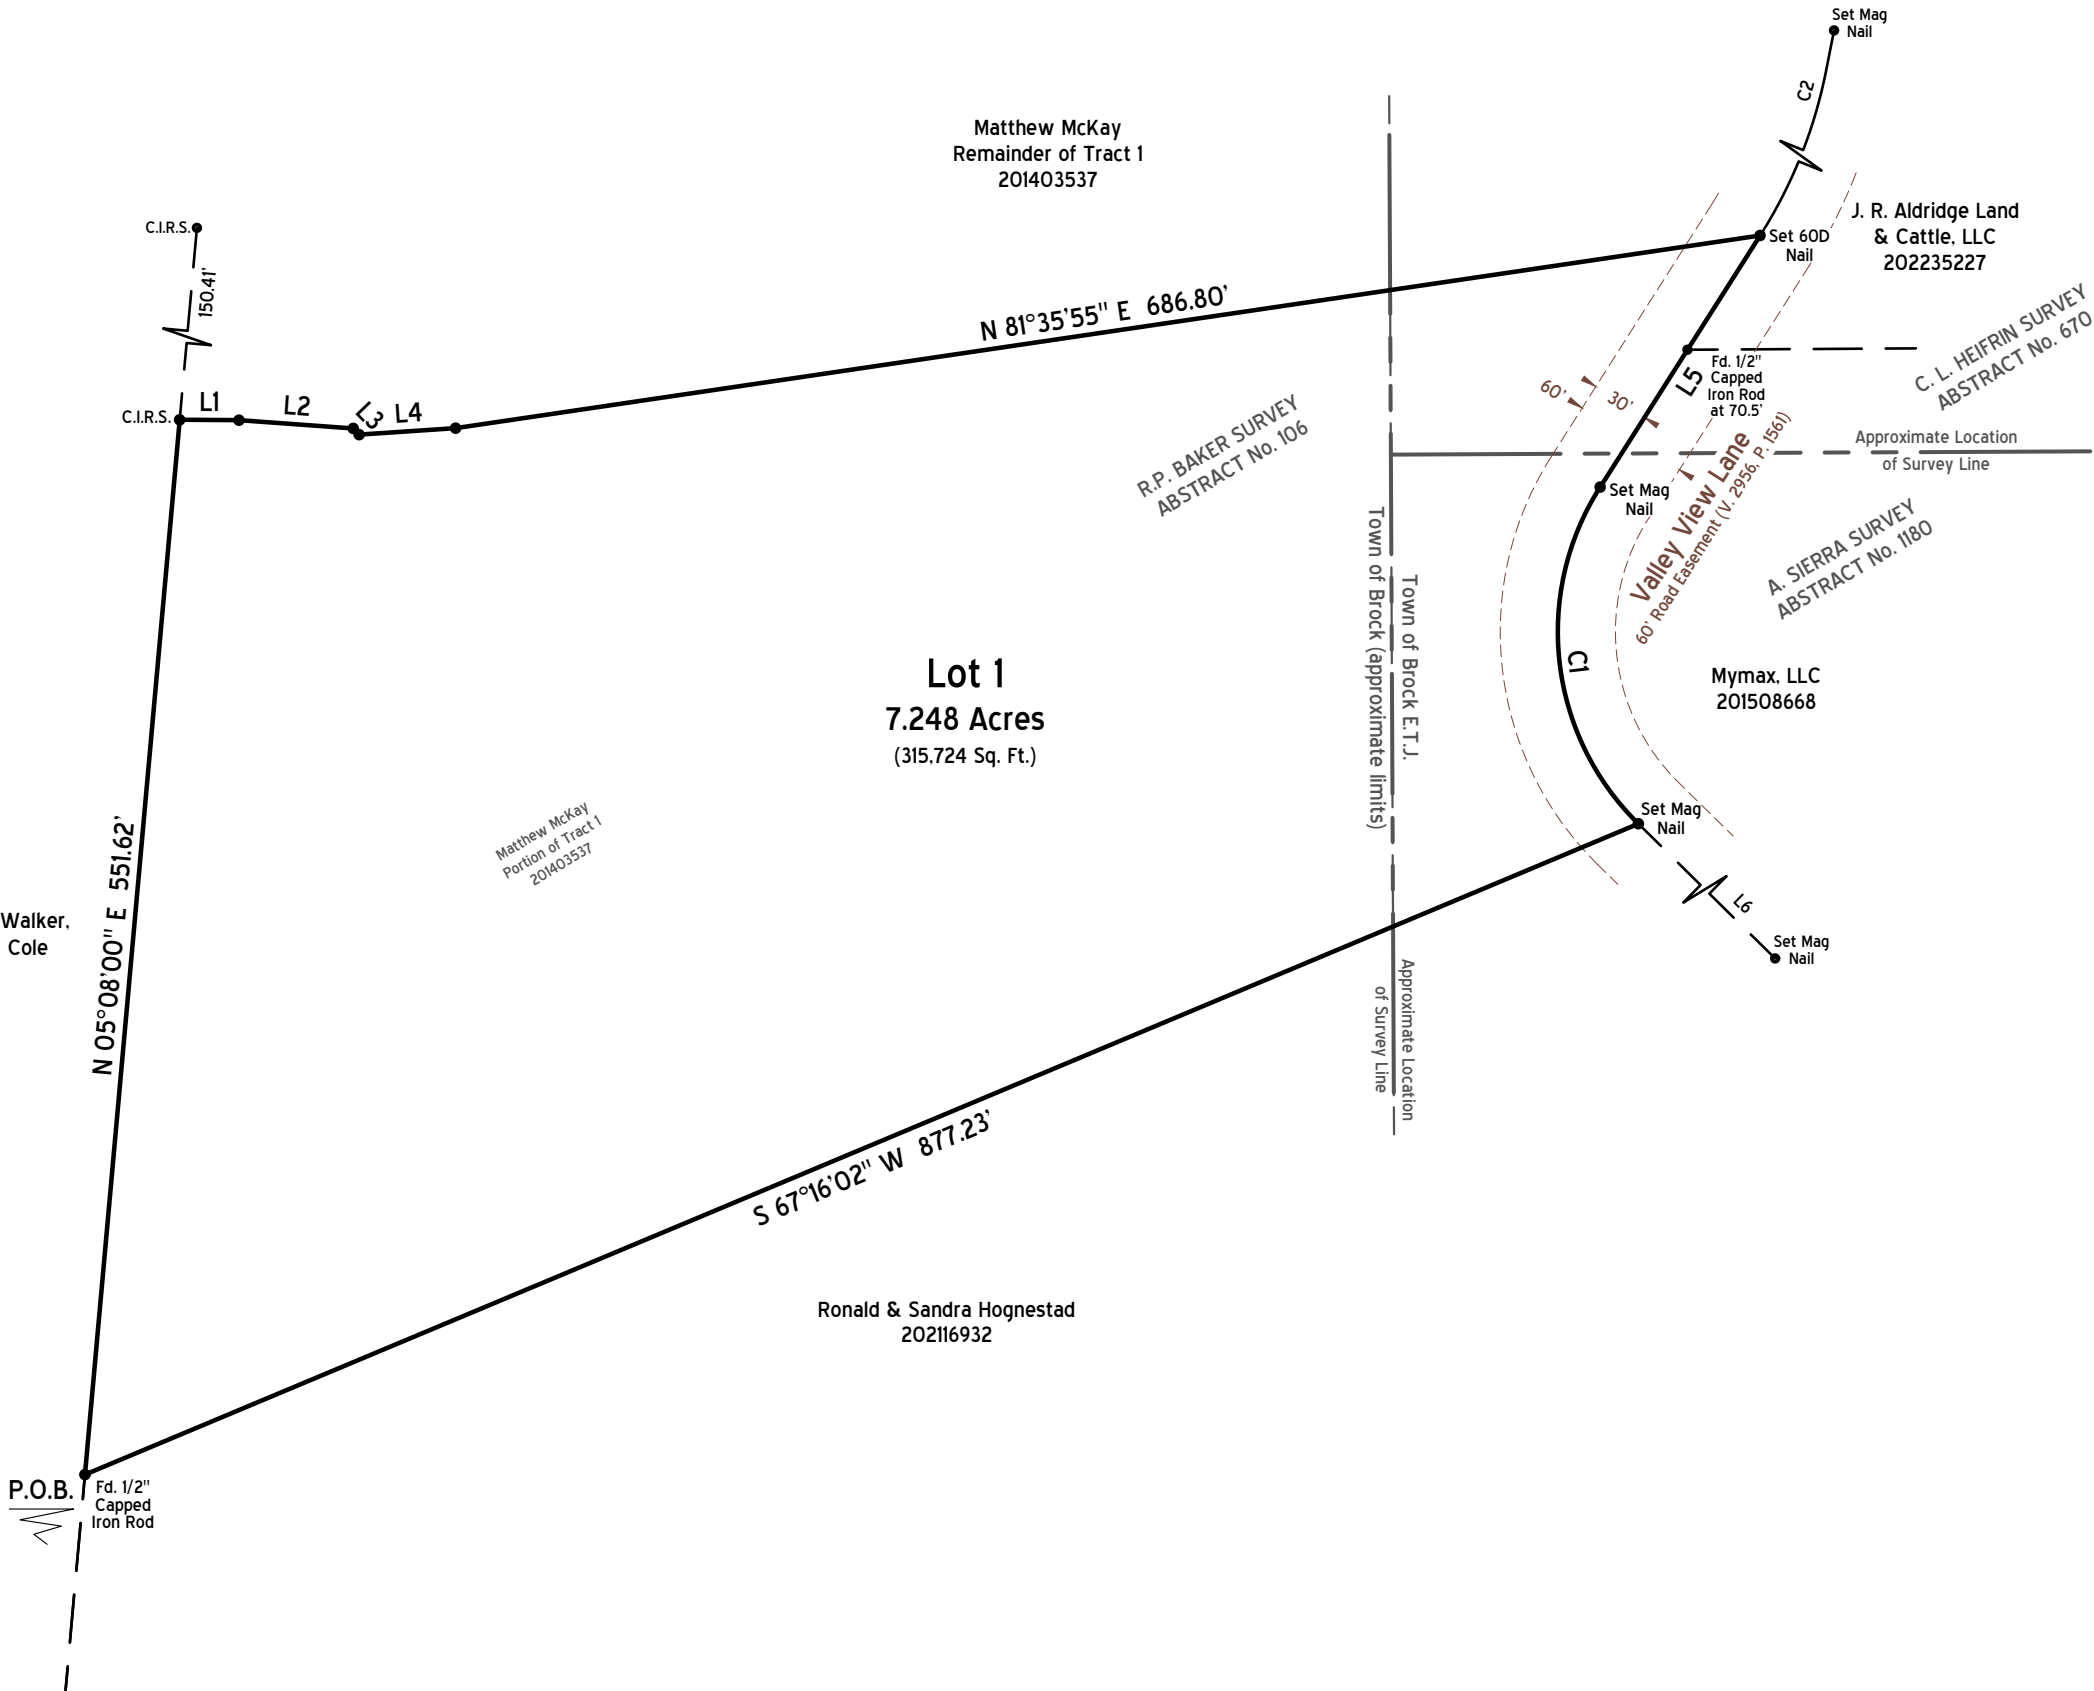 Set Mag
Nail
C2
Matthew McKay
Remainder of Tract 1
201403537
J. R. Aldridge Land
& Cattle, LLC
202235227
C.I.R.S.
150.41'
Set 60D
Nail
N 81°35'55" E 686.80'
C. L. HEIFRIN SURVEY
ABSTRACT No. 670
Fd. 1/2"
Capped
Iron Rod
at 70.5'
L5
60'
30'
C.I.R.S.
L1
L2
L3
L4
R.P. BAKER SURVEY
ABSTRACT No. 106
Approximate Location
of Survey Line
Valley View Lane
60' Road Easement (V. 2956, P. 1561)
Set Mag
Nail
A. SIERRA SURVEY
ABSTRACT No. 1180
Town of Brock E.T.J.
Town of Brock (approximate limits)
C1
Lot 1
7.248 Acres
(315,724 Sq. Ft.)
Mymax, LLC
201508668
Matthew McKay
Portion of Tract 1
201403537
Set Mag
Nail
N 05°08'00" E 551.62'
Walker,
Cole
L6
Set Mag
Nail
Approximate Location
of Survey Line
S 67°16'02" W 877.23'
Ronald & Sandra Hognestad
202116932
P.O.B.
Fd. 1/2"
Capped
Iron Rod